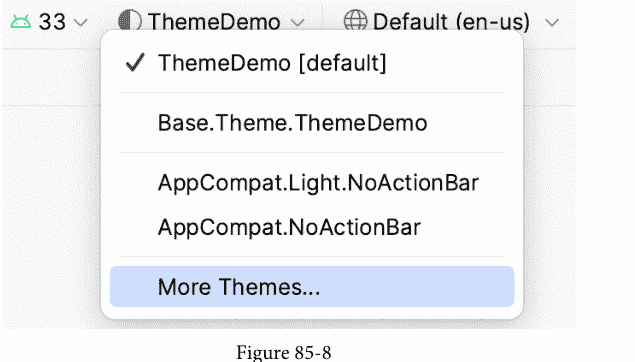 33 ThemeDemo Default (en-us)
ThemeDemo [default]
Base.Theme.ThemeDemo
AppCompat.Light.NoActionBar
AppCompat.NoActionBar
More Themes...
Figure 85-8